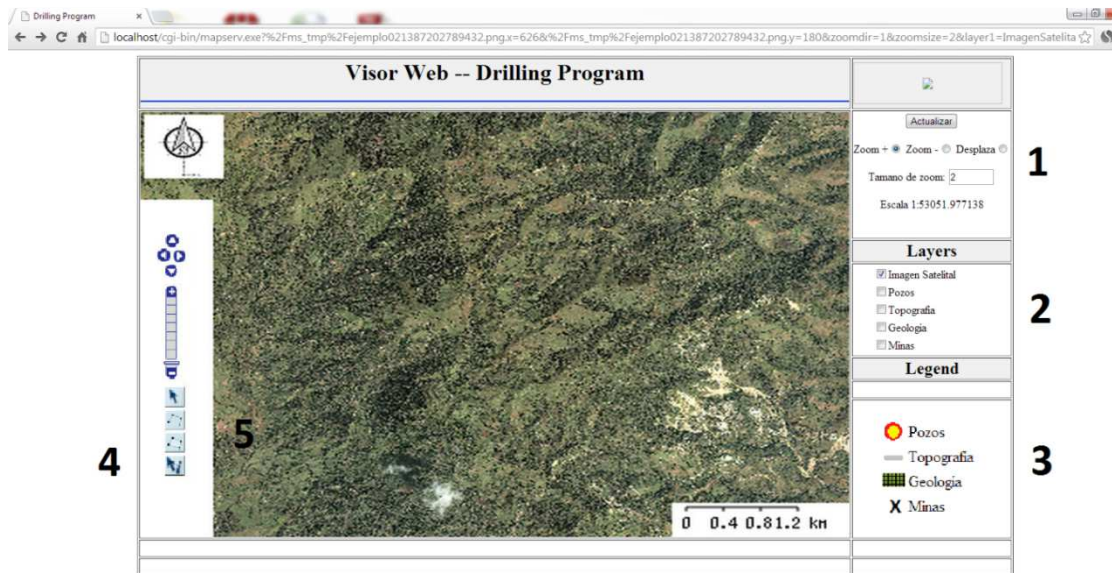 Drilling Program
localhost/cgi-bin/mapserv.exe?%2Fms_tmp%2Fejemplo021387202789432.png.x=626&%2Fms_tmp%2Fejemplo021387202789432.png.y=180&zoomdir=1&zoomsize=2&layer1=ImagenSatelita
Visor Web -- Drilling Program
Actualizar
Zoom + Zoom - Desplaza
1
Tamano de zoom: 2
Escala 1:53051.977138
Layers
Imagen Satelital
Pozos
2
Topografia
Geologia
Minas
Legend
5
Pozos
4
Topografia
3
Geologia
X Minas
0 0.4 0.81.2 km